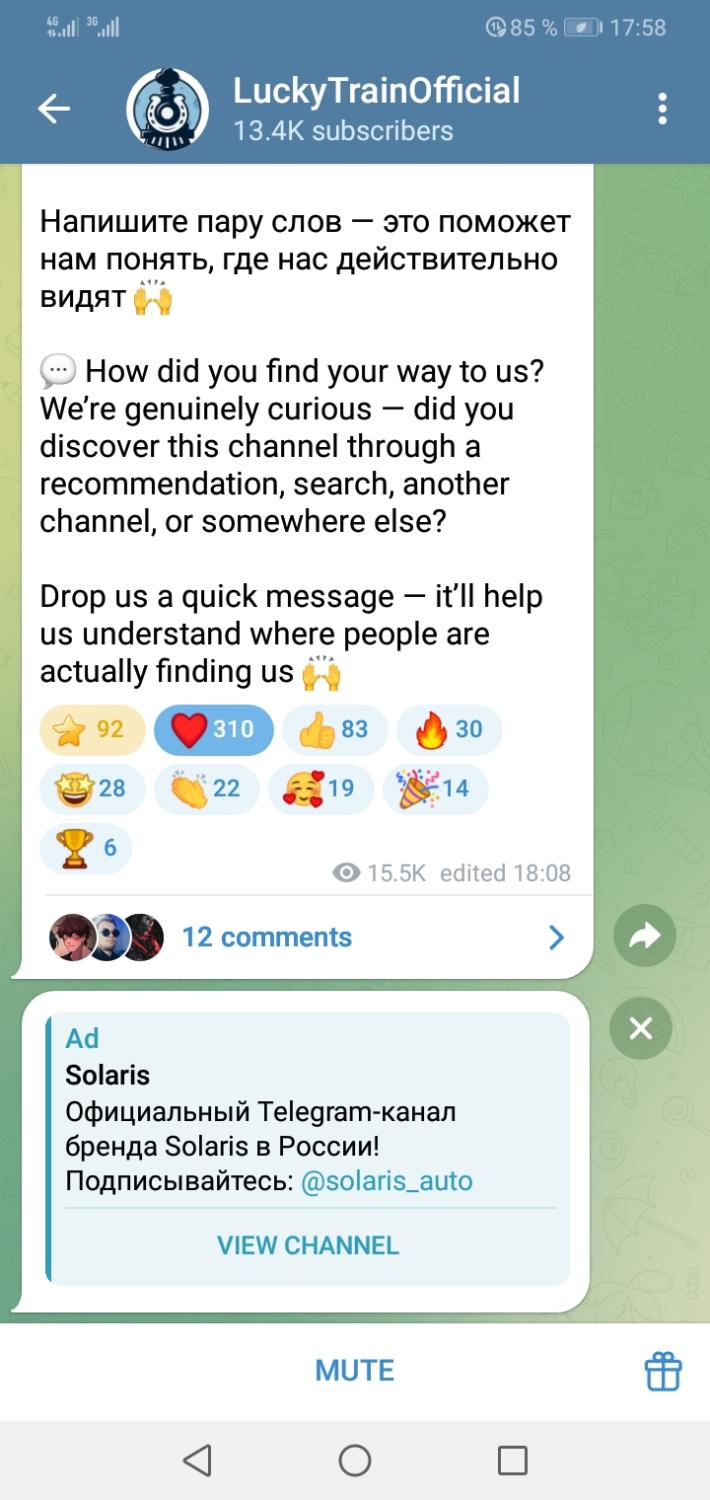 4G 3G 85 % 17:58
LuckyTrainOfficial
13.4K subscribers
Напишите пару слов — это поможет
нам понять, где нас действительно
видят 🙌
💬 How did you find your way to us?
We’re genuinely curious — did you
discover this channel through a
recommendation, search, another
channel, or somewhere else?
Drop us a quick message — it’ll help
us understand where people are
actually finding us 🙌
⭐ 92 ❤️ 310 👍 83 🔥 30
🤩 28 👏 22 🥰 19 🎉 14
🏆 6
15.5K edited 18:08
12 comments
Ad
Solaris
Официальный Telegram-канал
бренда Solaris в России!
Подписывайтесь: @solaris_auto
VIEW CHANNEL
MUTE